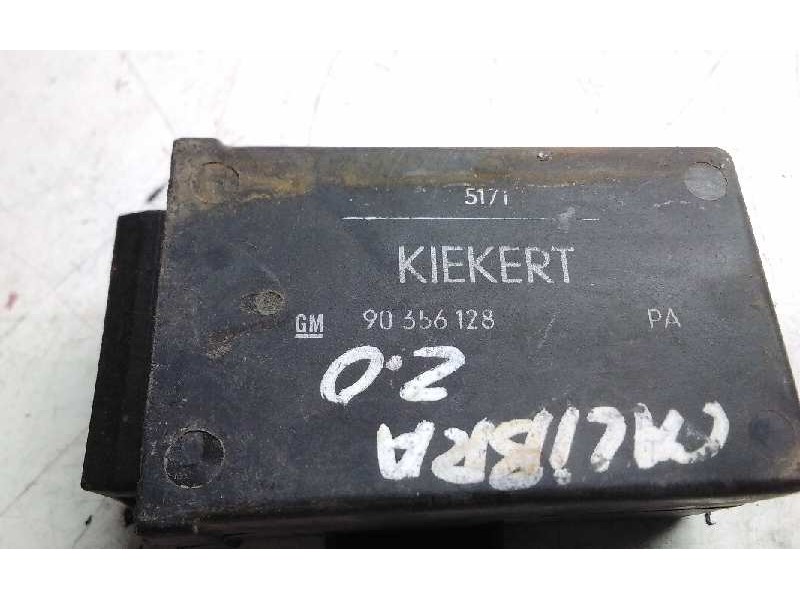 5171
KIEKERT
GM 90 356 128 PA
2.0
CALIBRA